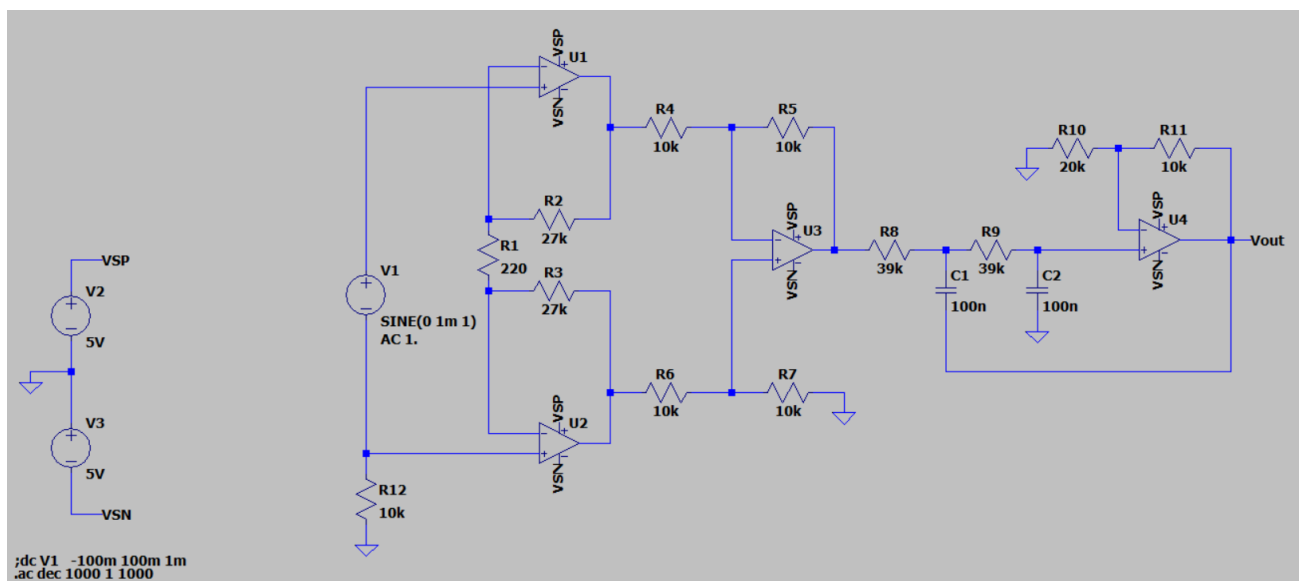 VSP
V2
5V
V3
5V
VSN
;dc V1 -100m 100m 1m
.ac dec 1000 1 1000
V1
SINE(0 1m 1)
AC 1.
R12
10k
VSP
U1
VSN
R2
27k
R1
220
R3
27k
VSP
U2
VSN
R4
10k
R5
10k
VSP
U3
VSN
R6
10k
R7
10k
R8
39k
R9
39k
C1
100n
C2
100n
R10
20k
R11
10k
VSP
U4
VSN
Vout